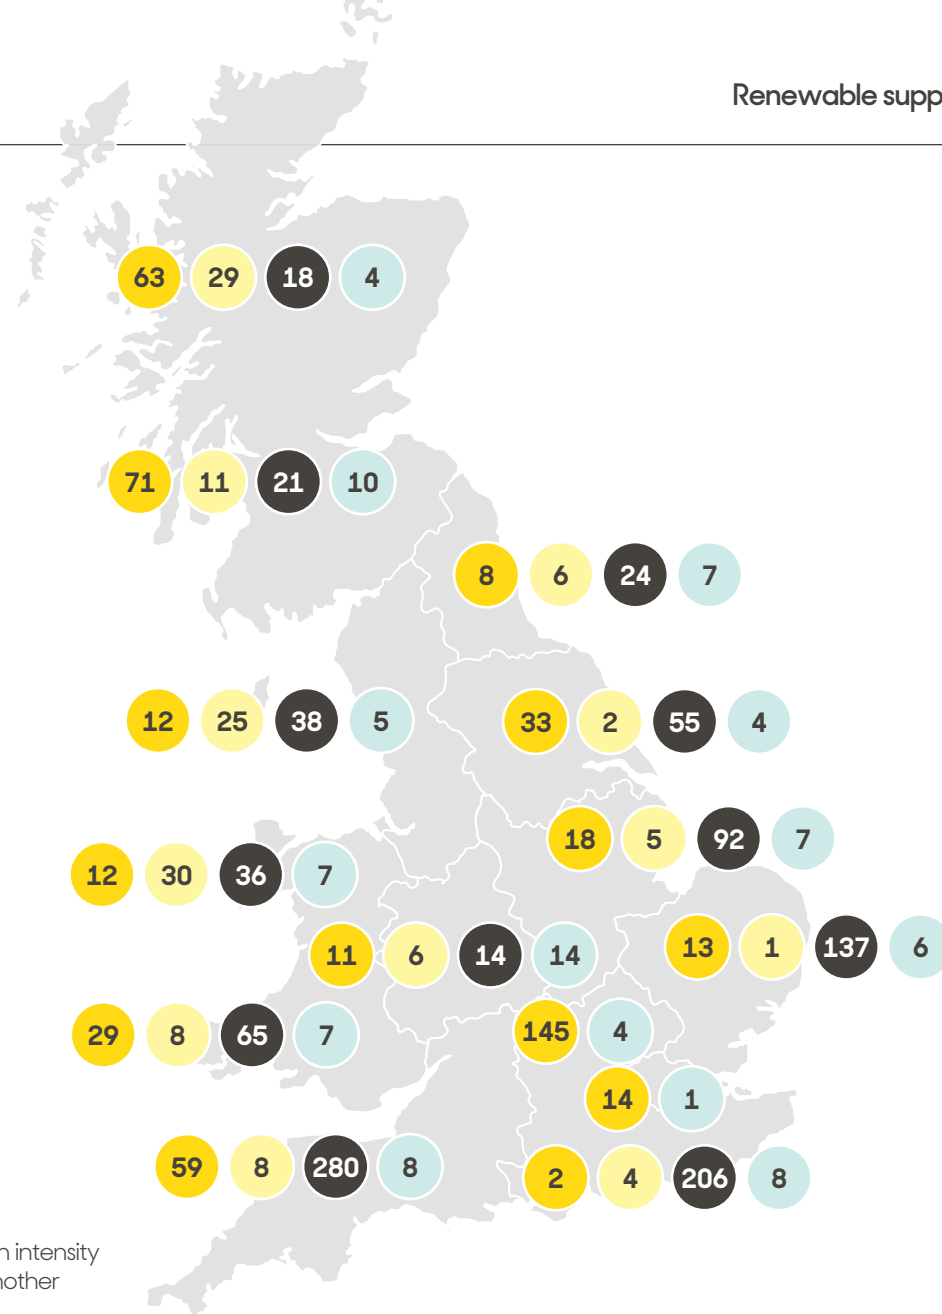 Renewable supp
63 29 18 4
71 11 21 10
8 6 24 7
12 25 38 5
33 2 55 4
18 5 92 7
12 30 36 7
13 1 137 6
11 6 14 14
29 8 65 7
145 4
14 1
59 8 280 8
2 4 206 8
n intensity
nother